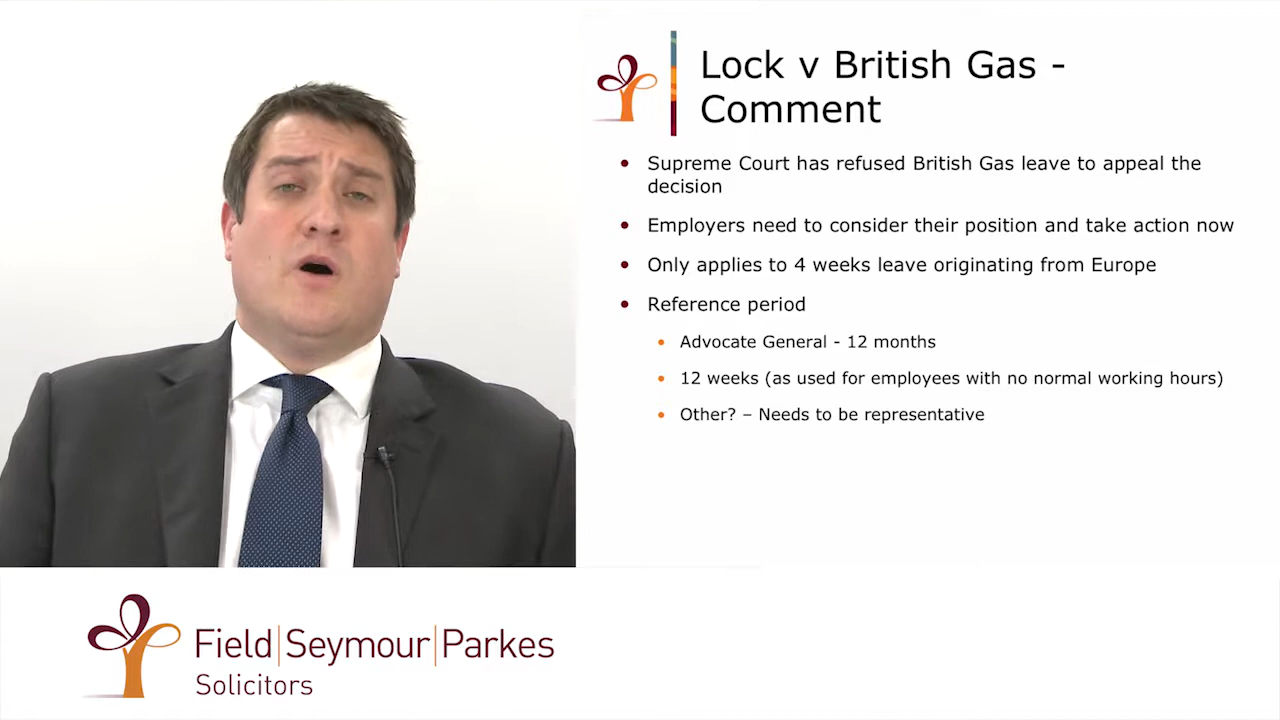 Lock v British Gas -
Comment
• Supreme Court has refused British Gas leave to appeal the
decision
• Employers need to consider their position and take action now
• Only applies to 4 weeks leave originating from Europe
• Reference period
• Advocate General - 12 months
• 12 weeks (as used for employees with no normal working hours)
• Other? – Needs to be representative
Field|Seymour|Parkes
Solicitors